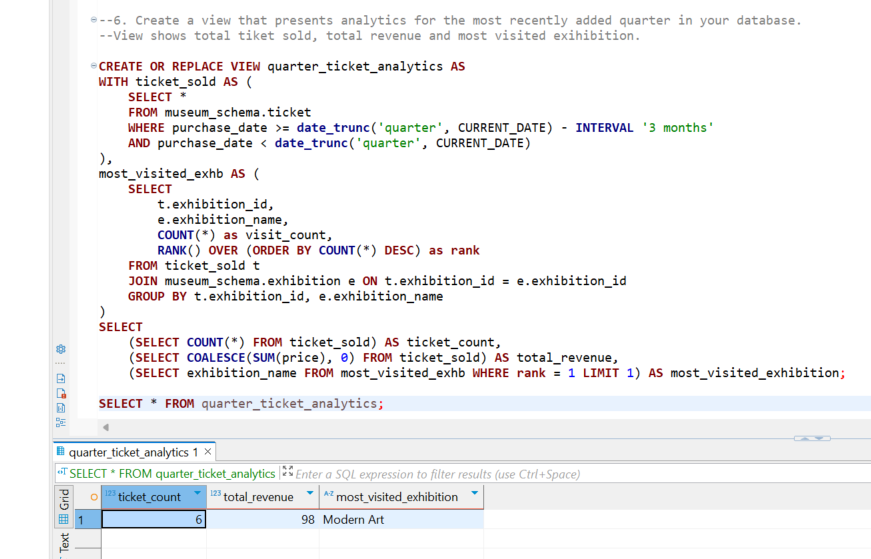 --6. Create a view that presents analytics for the most recently added quarter in your database.
--View shows total tiket sold, total revenue and most visited exihibition.
CREATE OR REPLACE VIEW quarter_ticket_analytics AS
WITH ticket_sold AS (
SELECT *
FROM museum_schema.ticket
WHERE purchase_date >= date_trunc('quarter', CURRENT_DATE) - INTERVAL '3 months'
AND purchase_date < date_trunc('quarter', CURRENT_DATE)
),
most_visited_exhb AS (
SELECT
t.exhibition_id,
e.exhibition_name,
COUNT(*) as visit_count,
RANK() OVER (ORDER BY COUNT(*) DESC) as rank
FROM ticket_sold t
JOIN museum_schema.exhibition e ON t.exhibition_id = e.exhibition_id
GROUP BY t.exhibition_id, e.exhibition_name
)
SELECT
(SELECT COUNT(*) FROM ticket_sold) AS ticket_count,
(SELECT COALESCE(SUM(price), 0) FROM ticket_sold) AS total_revenue,
(SELECT exhibition_name FROM most_visited_exhb WHERE rank = 1 LIMIT 1) AS most_visited_exhibition;
SELECT * FROM quarter_ticket_analytics;
quarter_ticket_analytics 1 ×
SELECT * FROM quarter_ticket_analytics Enter a SQL expression to filter results (use Ctrl+Space)
Grid
123 ticket_count 123 total_revenue A-Z most_visited_exhibition
1 6 98 Modern Art
Text